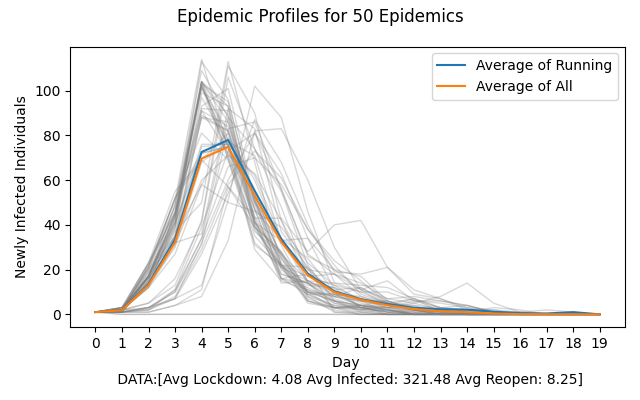 Epidemic Profiles for 50 Epidemics
Average of Running
Average of All
Newly Infected Individuals
100
80
60
40
20
0
0 1 2 3 4 5 6 7 8 9 10 11 12 13 14 15 16 17 18 19
Day
DATA:[Avg Lockdown: 4.08 Avg Infected: 321.48 Avg Reopen: 8.25]